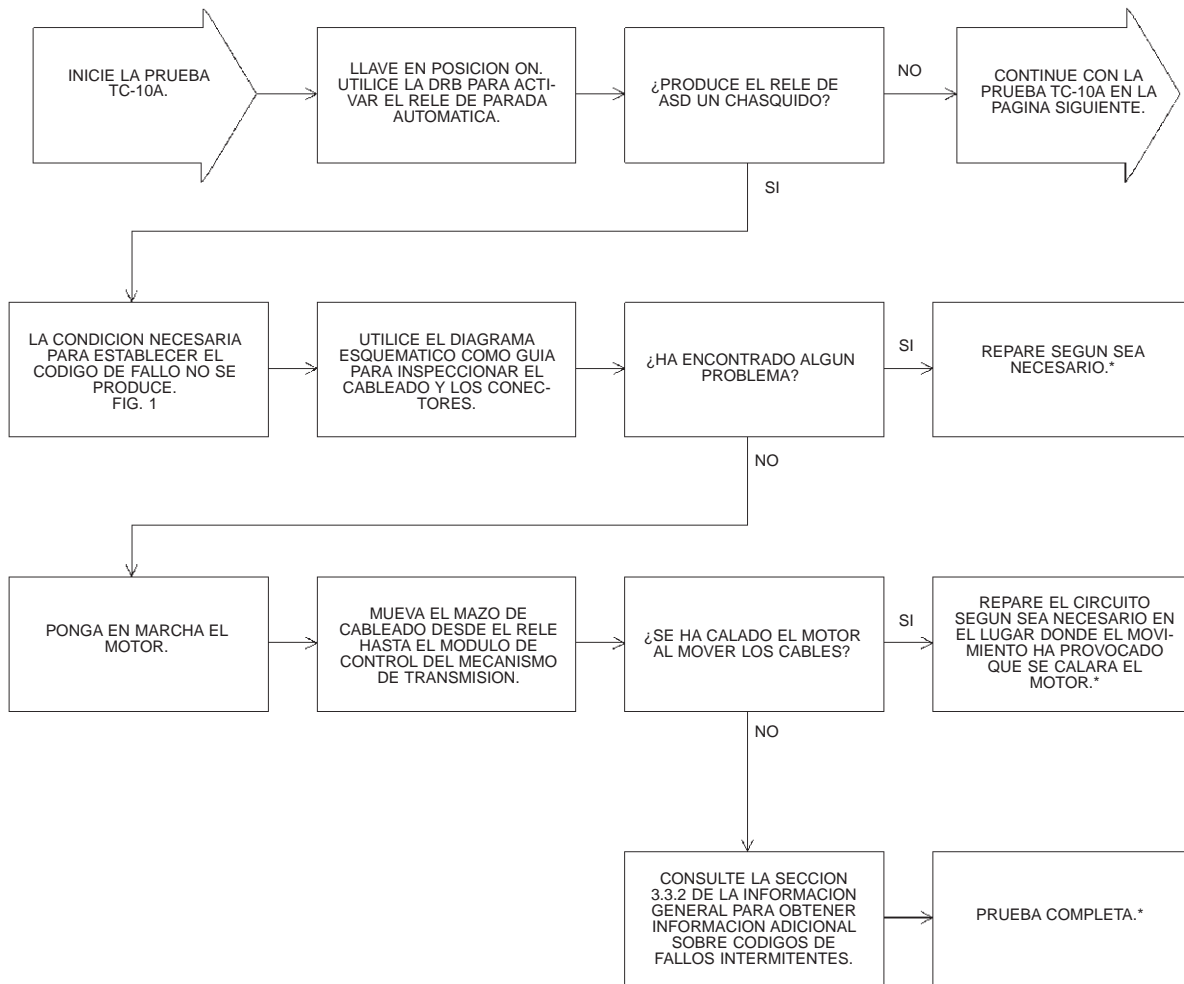 INICIE LA PRUEBA
TC-10A.
LLAVE EN POSICION ON.
UTILICE LA DRB PARA ACTI-
VAR EL RELE DE PARADA
AUTOMATICA.
¿PRODUCE EL RELE DE
ASD UN CHASQUIDO?
NO
CONTINUE CON LA
PRUEBA TC-10A EN LA
PAGINA SIGUIENTE.
SI
LA CONDICION NECESARIA
PARA ESTABLECER EL
CODIGO DE FALLO NO SE
PRODUCE.
FIG. 1
UTILICE EL DIAGRAMA
ESQUEMATICO COMO GUIA
PARA INSPECCIONAR EL
CABLEADO Y LOS CONEC-
TORES.
¿HA ENCONTRADO ALGUN
PROBLEMA?
SI
REPARE SEGUN SEA
NECESARIO.*
NO
PONGA EN MARCHA EL
MOTOR.
MUEVA EL MAZO DE
CABLEADO DESDE EL RELE
HASTA EL MODULO DE
CONTROL DEL MECANISMO
DE TRANSMISION.
¿SE HA CALADO EL MOTOR
AL MOVER LOS CABLES?
SI
REPARE EL CIRCUITO
SEGUN SEA NECESARIO EN
EL LUGAR DONDE EL MOVI-
MIENTO HA PROVOCADO
QUE SE CALARA EL
MOTOR.*
NO
CONSULTE LA SECCION
3.3.2 DE LA INFORMACION
GENERAL PARA OBTENER
INFORMACION ADICIONAL
SOBRE CODIGOS DE
FALLOS INTERMITENTES.
PRUEBA COMPLETA.*